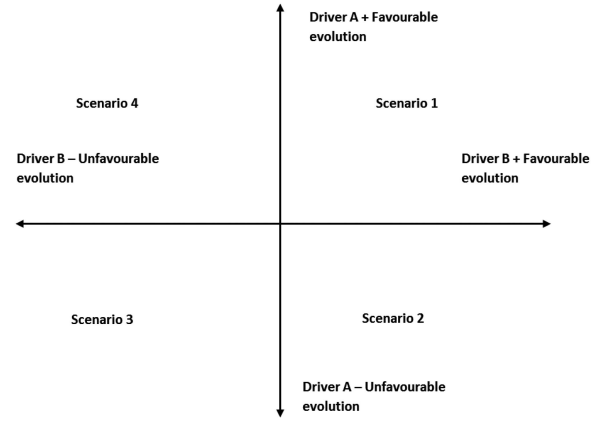 Driver A + Favourable
evolution
Scenario 4
Scenario 1
Driver B – Unfavourable
evolution
Driver B + Favourable
evolution
Scenario 3
Scenario 2
Driver A – Unfavourable
evolution